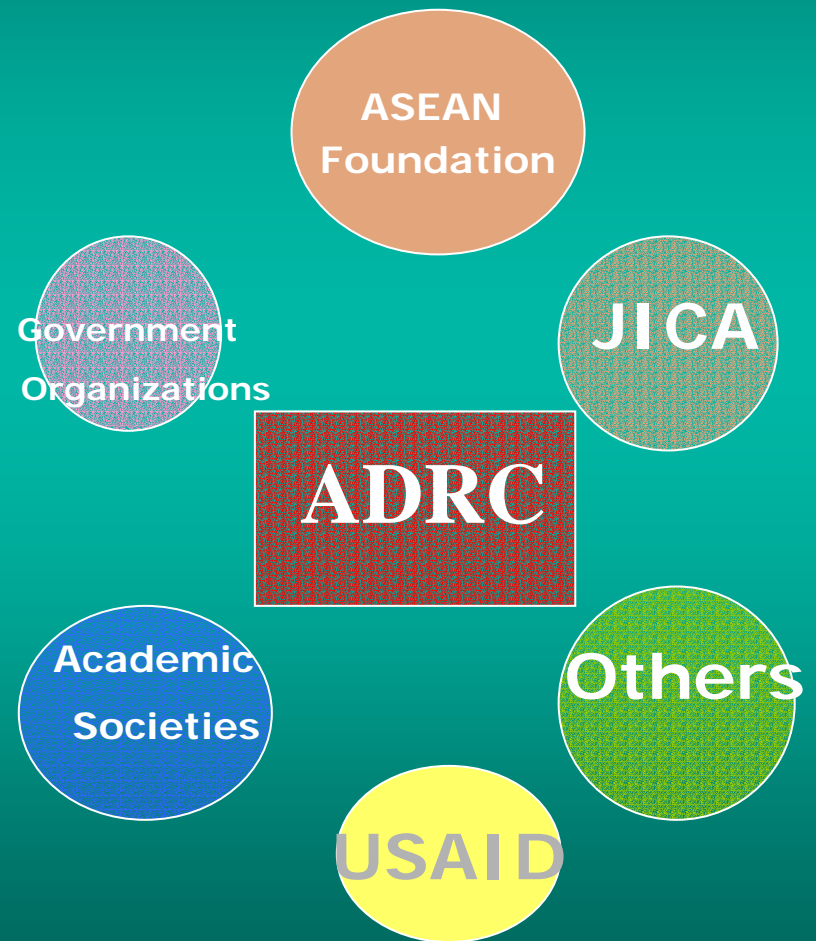 ASEAN
Foundation
Government
Organizations
JICA
ADRC
Academic
Societies
Others
USAID